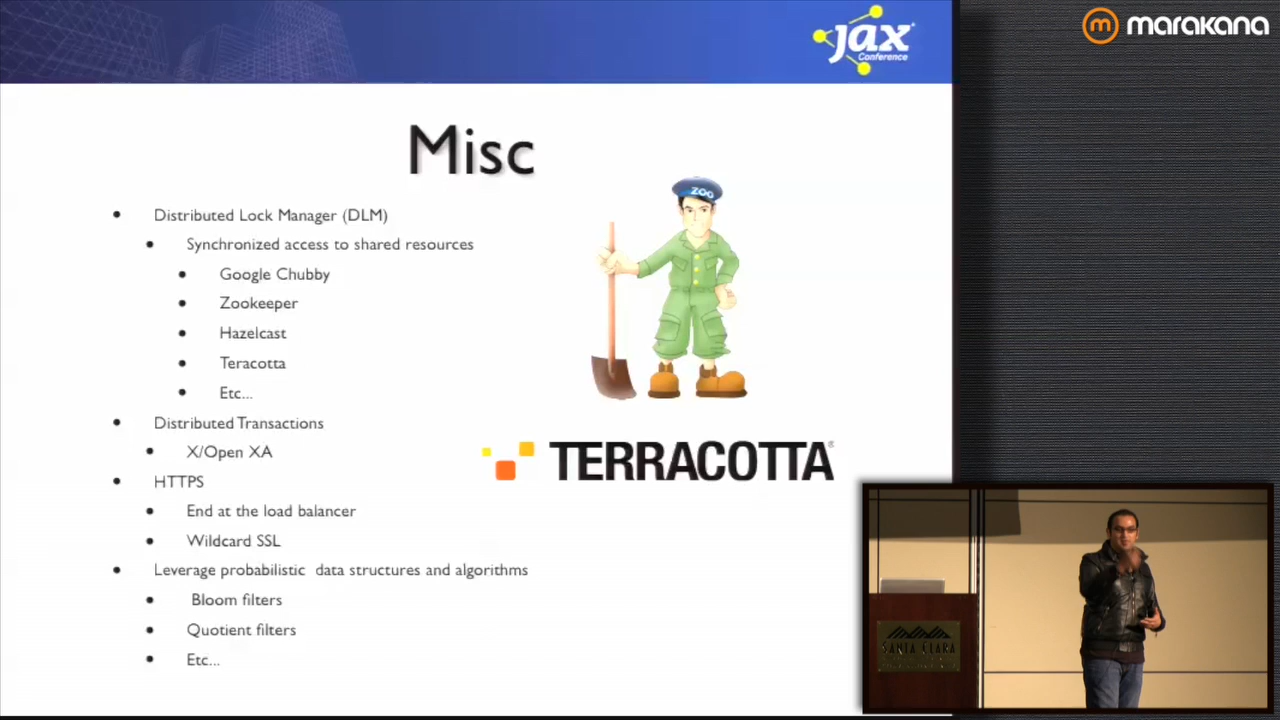 jax
Conference
marakana
Misc
ZOO
Distributed Lock Manager (DLM)
Synchronized access to shared resources
Google Chubby
Zookeeper
Hazelcast
Teracotta
Etc...
Distributed Transactions
X/Open XA
TERRACOTTA
HTTPS
End at the load balancer
Wildcard SSL
Leverage probabilistic data structures and algorithms
Bloom filters
Quotient filters
Etc...
SANTA CLARA